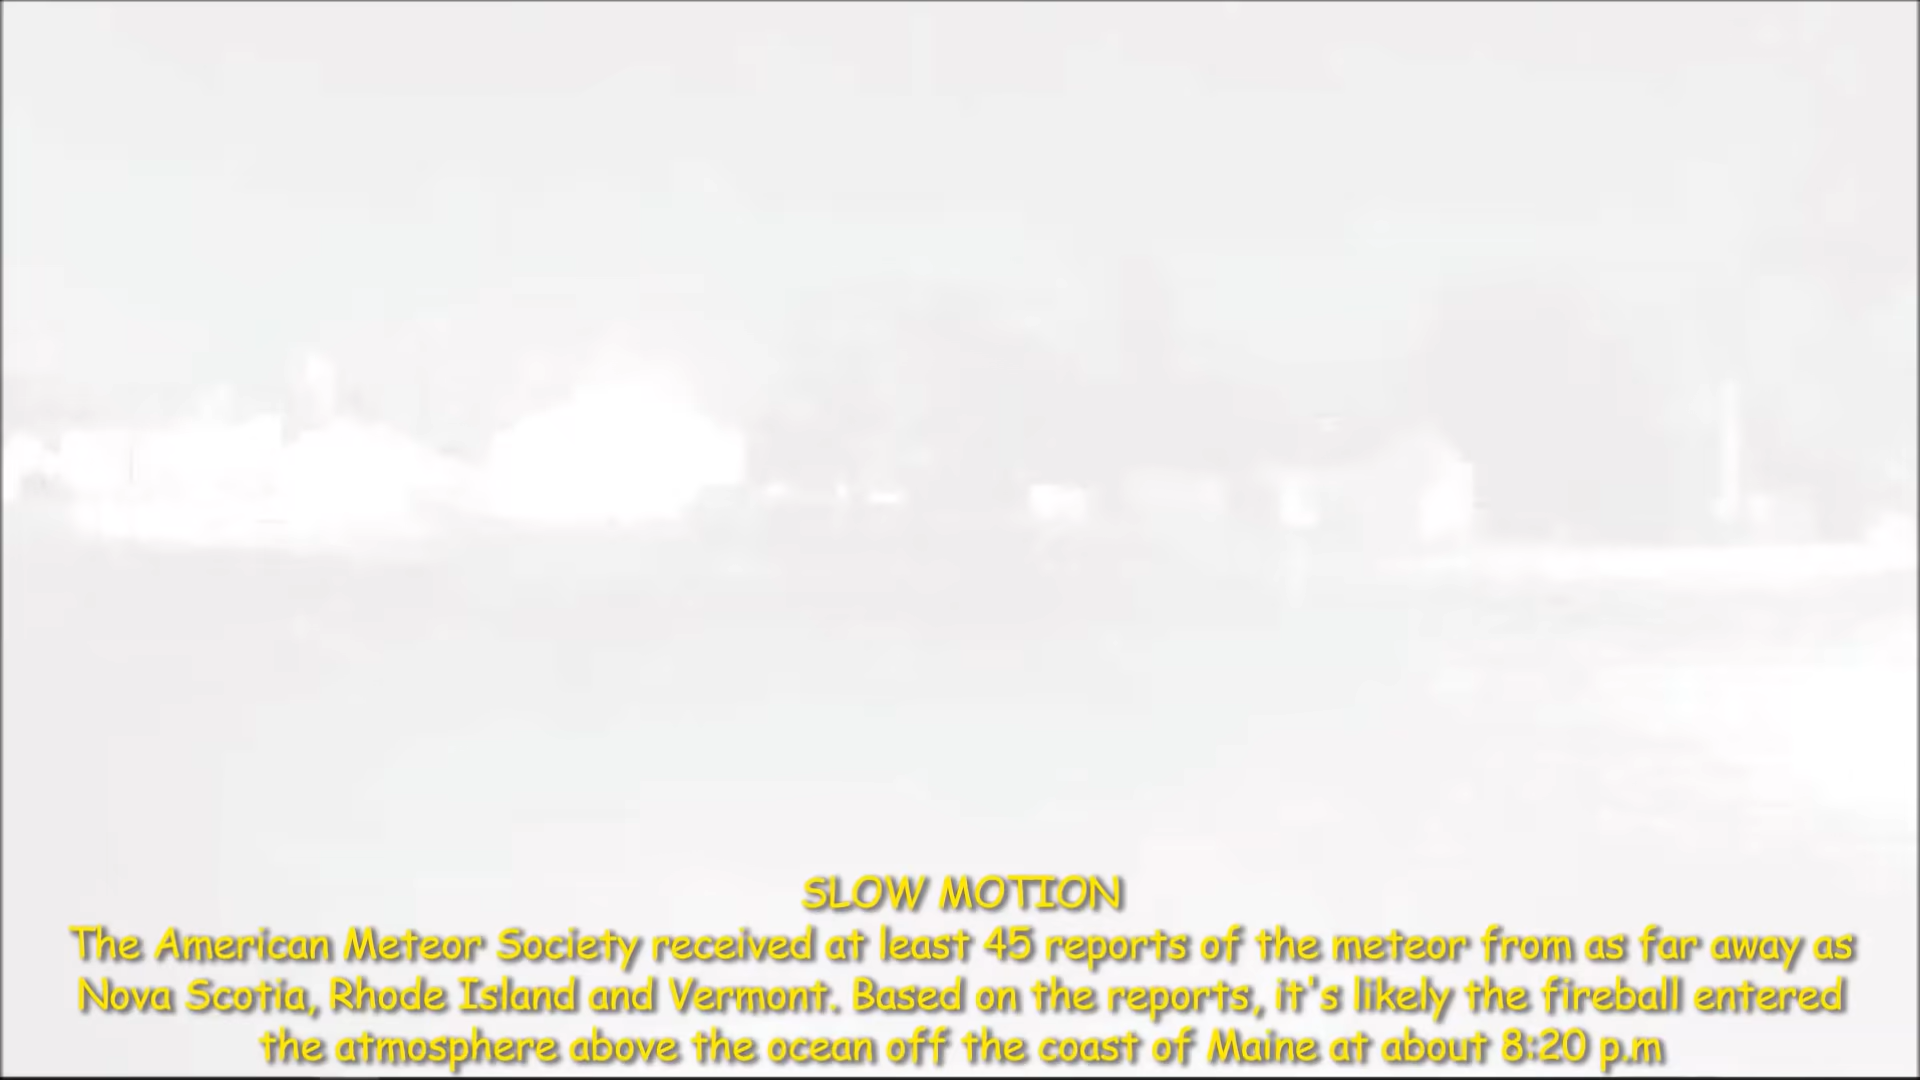 SLOW MOTION
The American Meteor Society received at least 45 reports of the meteor from as far away as
Nova Scotia, Rhode Island and Vermont. Based on the reports, it's likely the fireball entered
the atmosphere above the ocean off the coast of Maine at about 8:20 p.m